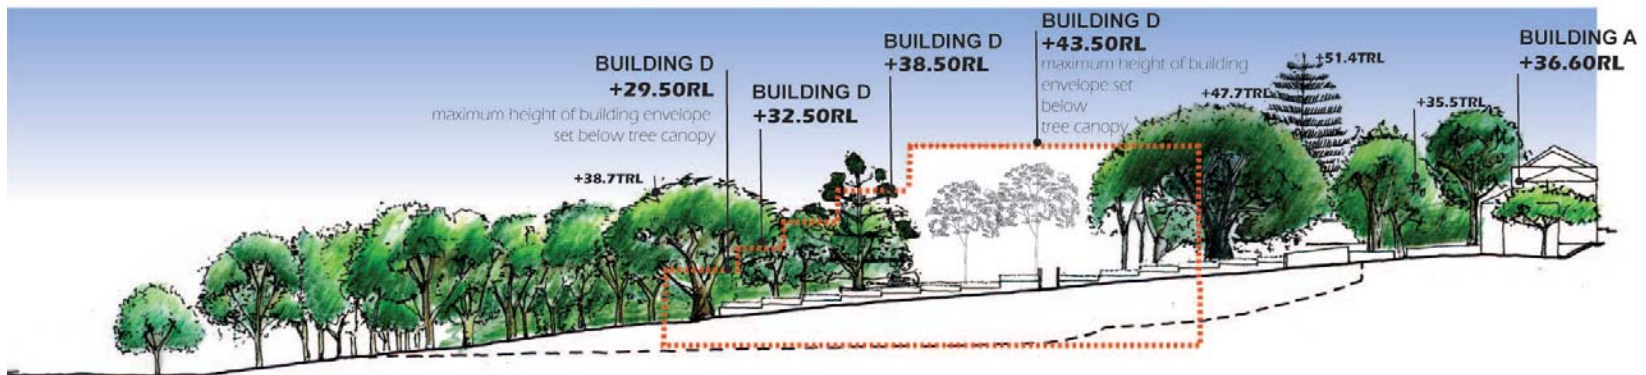 BUILDING D
+29.50RL
maximum height of building envelope
set below tree canopy
BUILDING D
+32.50RL
BUILDING D
+38.50RL
BUILDING D
+43.50RL
maximum height of building
envelope set
below
tree canopy
BUILDING A
+36.60RL
+38.7TRL
+47.7TRL
+51.4TRL
+35.5TRL